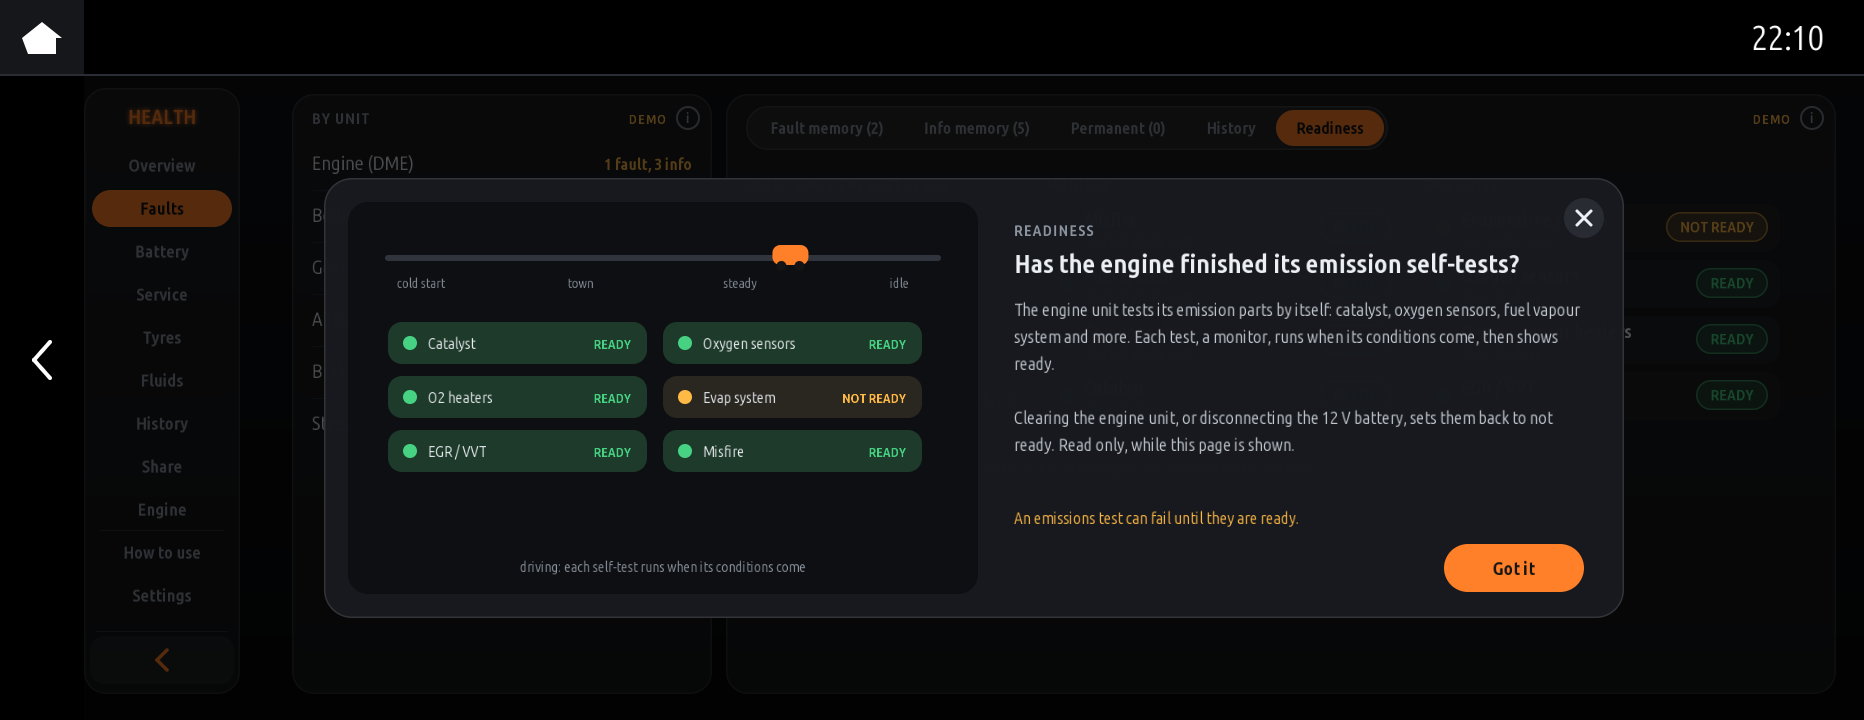 22:10
HEALTH
Overview
Faults
Battery
Service
Tyres
Fluids
History
Share
Engine
How to use
Settings
BY UNIT
DEMO
i
Engine (DME)
1 fault, 3 info
Fault memory (2)
Info memory (5)
Permanent (0)
History
Readiness
DEMO
i
NOT READY
READY
READY
READY
cold start
town
steady
idle
Catalyst READY
Oxygen sensors READY
O2 heaters READY
Evap system NOT READY
EGR / VVT READY
Misfire READY
driving: each self-test runs when its conditions come
READINESS
Has the engine finished its emission self-tests?
The engine unit tests its emission parts by itself: catalyst, oxygen sensors, fuel vapour
system and more. Each test, a monitor, runs when its conditions come, then shows
ready.
Clearing the engine unit, or disconnecting the 12 V battery, sets them back to not
ready. Read only, while this page is shown.
An emissions test can fail until they are ready.
Got it